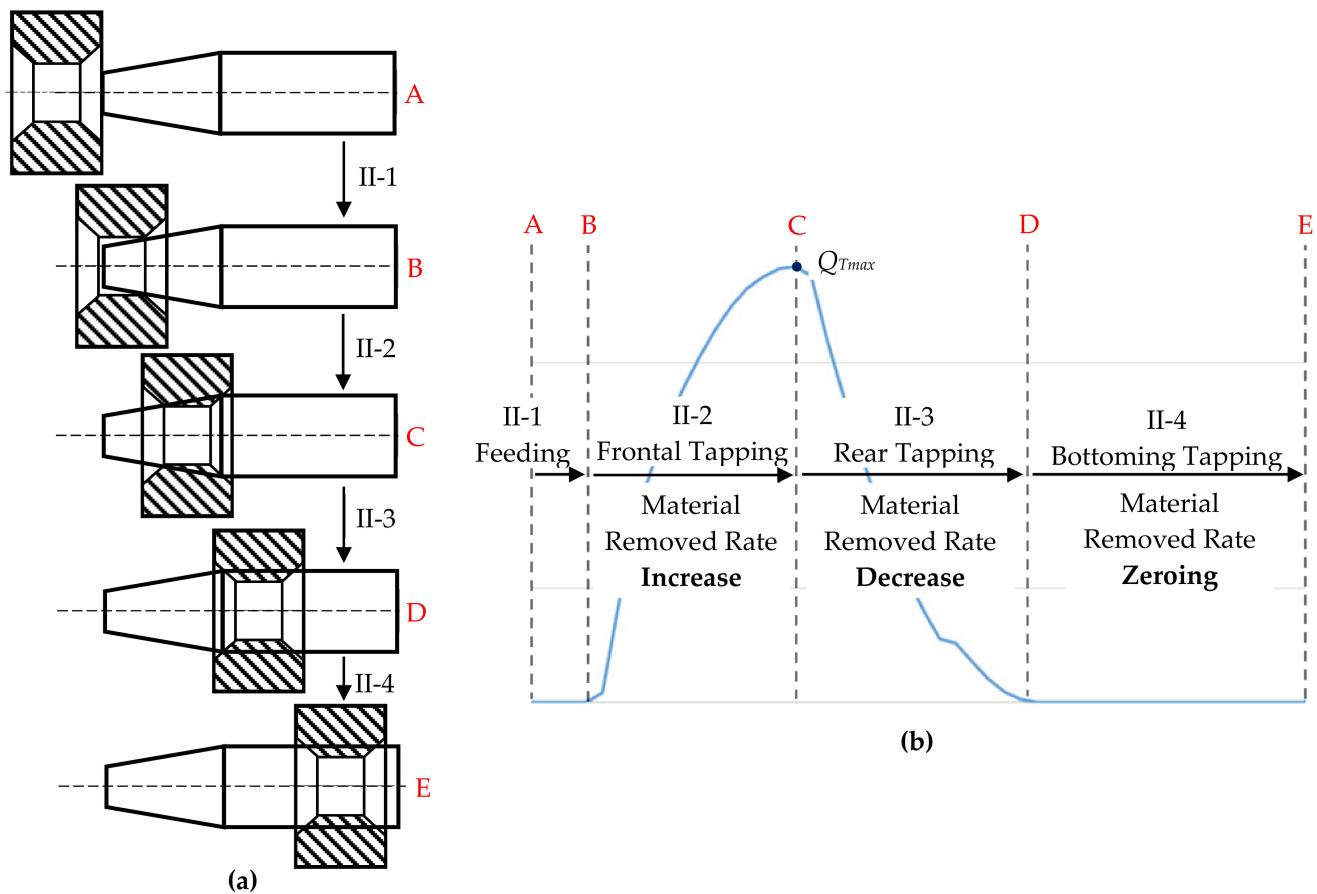 A
II-1
B
II-2
C
II-3
D
II-4
E
(a)
A B C D E
Q_Tmax
II-1
Feeding
II-2
Frontal Tapping
Material
Removed Rate
Increase
II-3
Rear Tapping
Material
Removed Rate
Decrease
II-4
Bottoming Tapping
Material
Removed Rate
Zeroing
(b)